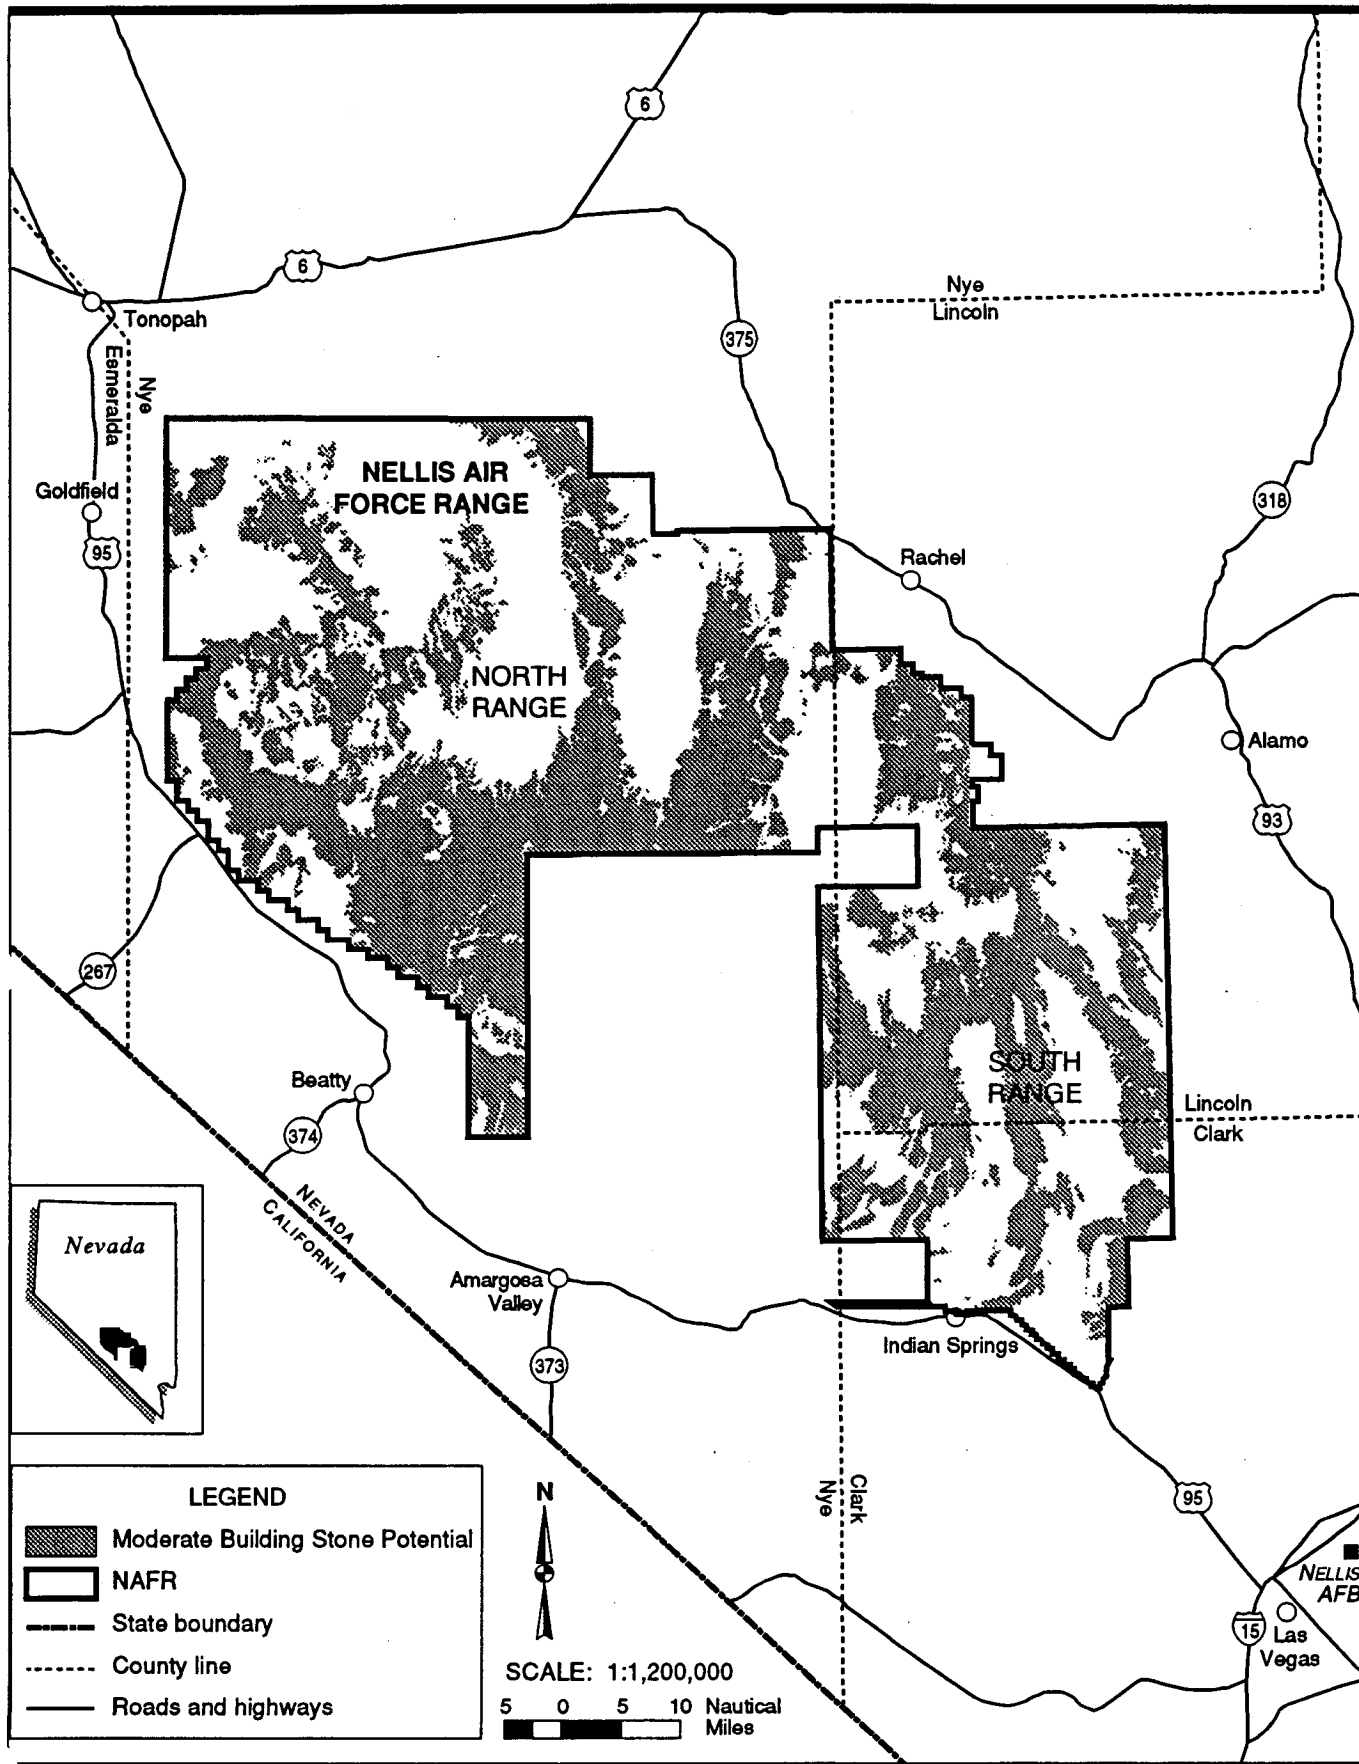 6
6
Nye
Lincoln
Tonopah
375
Esmeralda
Nye
NELLIS AIR
FORCE RANGE
Goldfield
318
95
Rachel
NORTH
RANGE
Alamo
93
267
SOUTH
RANGE
Beatty
Lincoln
Clark
374
NEVADA
CALIFORNIA
Nevada
Amargosa
Valley
Indian Springs
373
LEGEND
Moderate Building Stone Potential
NAFR
State boundary
County line
Roads and highways
N
SCALE: 1:1,200,000
5 0 5 10 Nautical
Miles
Clark
Nye
95
NELLIS
AFB
15
Las
Vegas